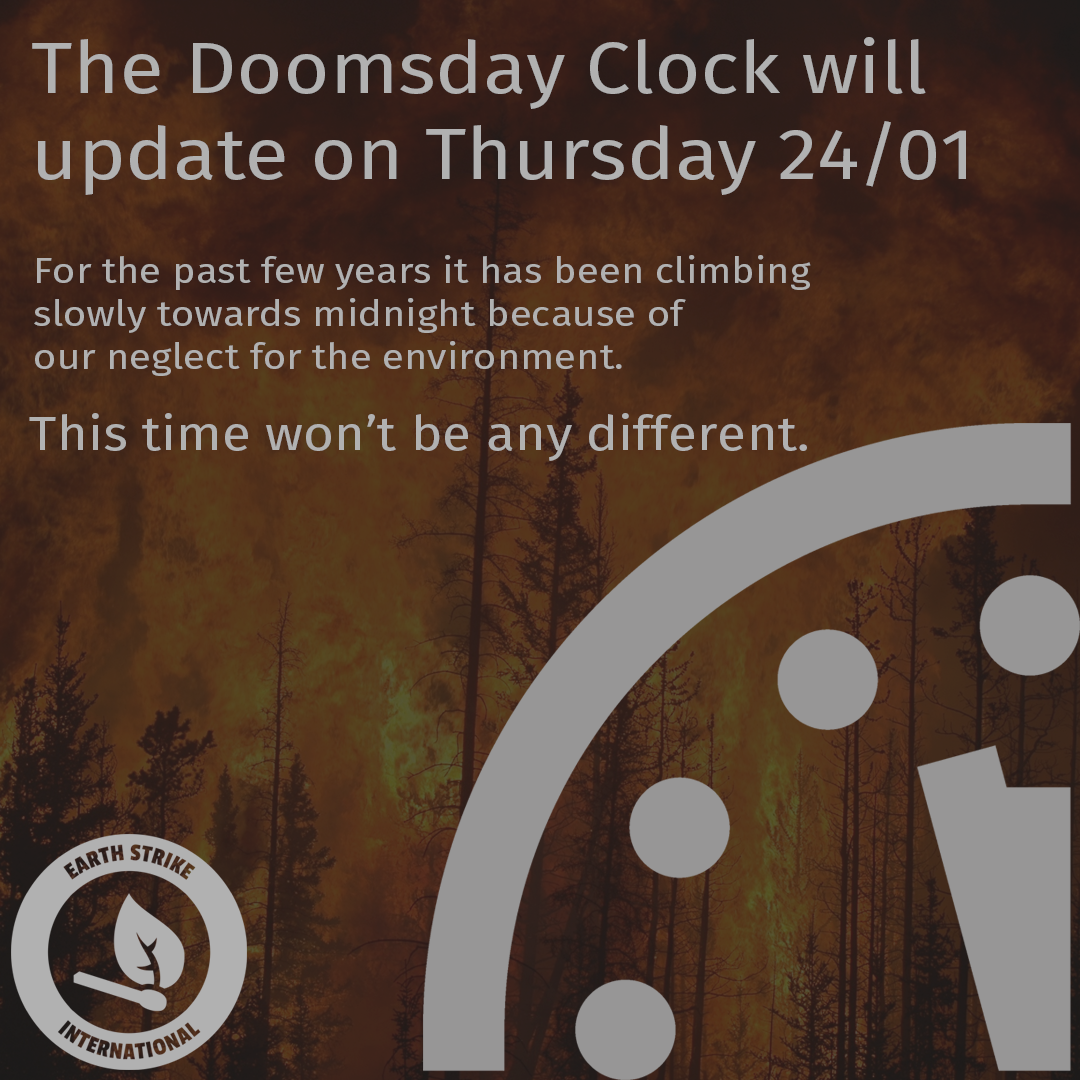 The Doomsday Clock will
update on Thursday 24/01
For the past few years it has been climbing
slowly towards midnight because of
our neglect for the environment.
This time won’t be any different.
EARTH STRIKE
INTERNATIONAL